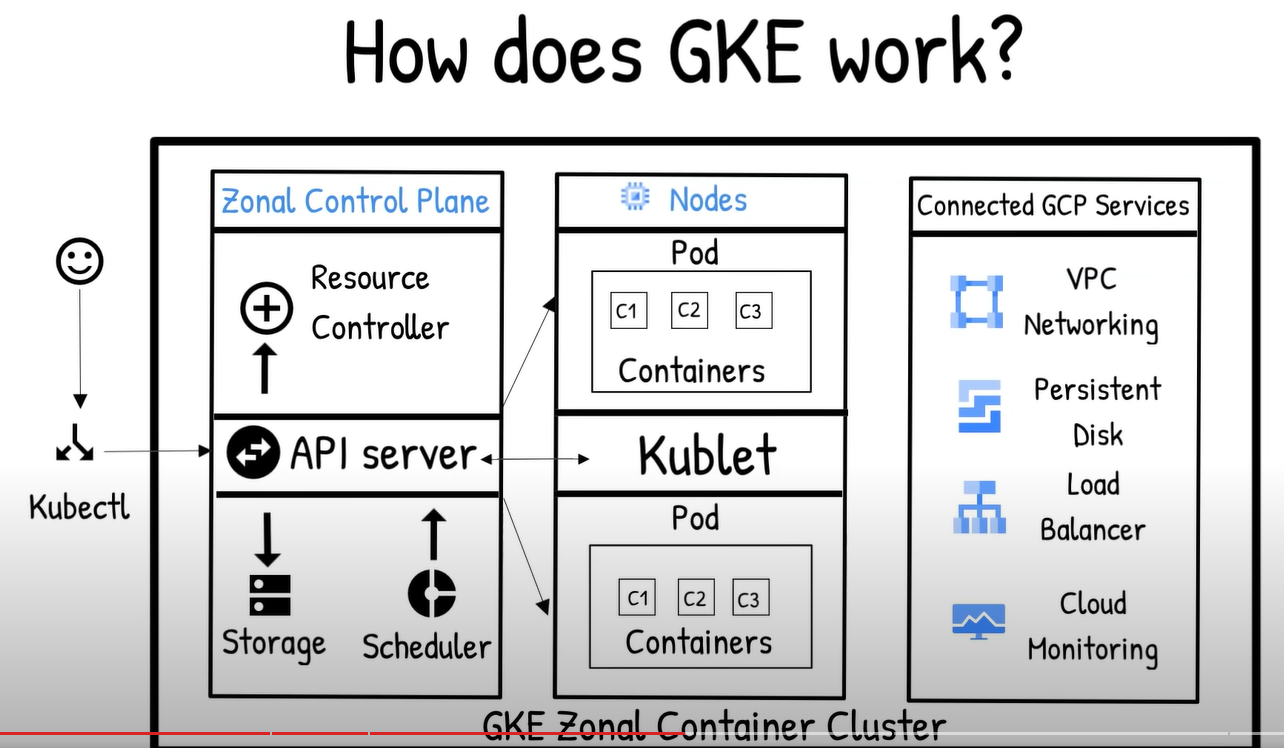 How does GKE work?
Zonal Control Plane
Resource
Controller
API server
Storage
Scheduler
Kubectl
Nodes
Pod
C1 C2 C3
Containers
Kublet
Pod
C1 C2 C3
Containers
Connected GCP Services
VPC
Networking
Persistent
Disk
Load
Balancer
Cloud
Monitoring
GKE Zonal Container Cluster